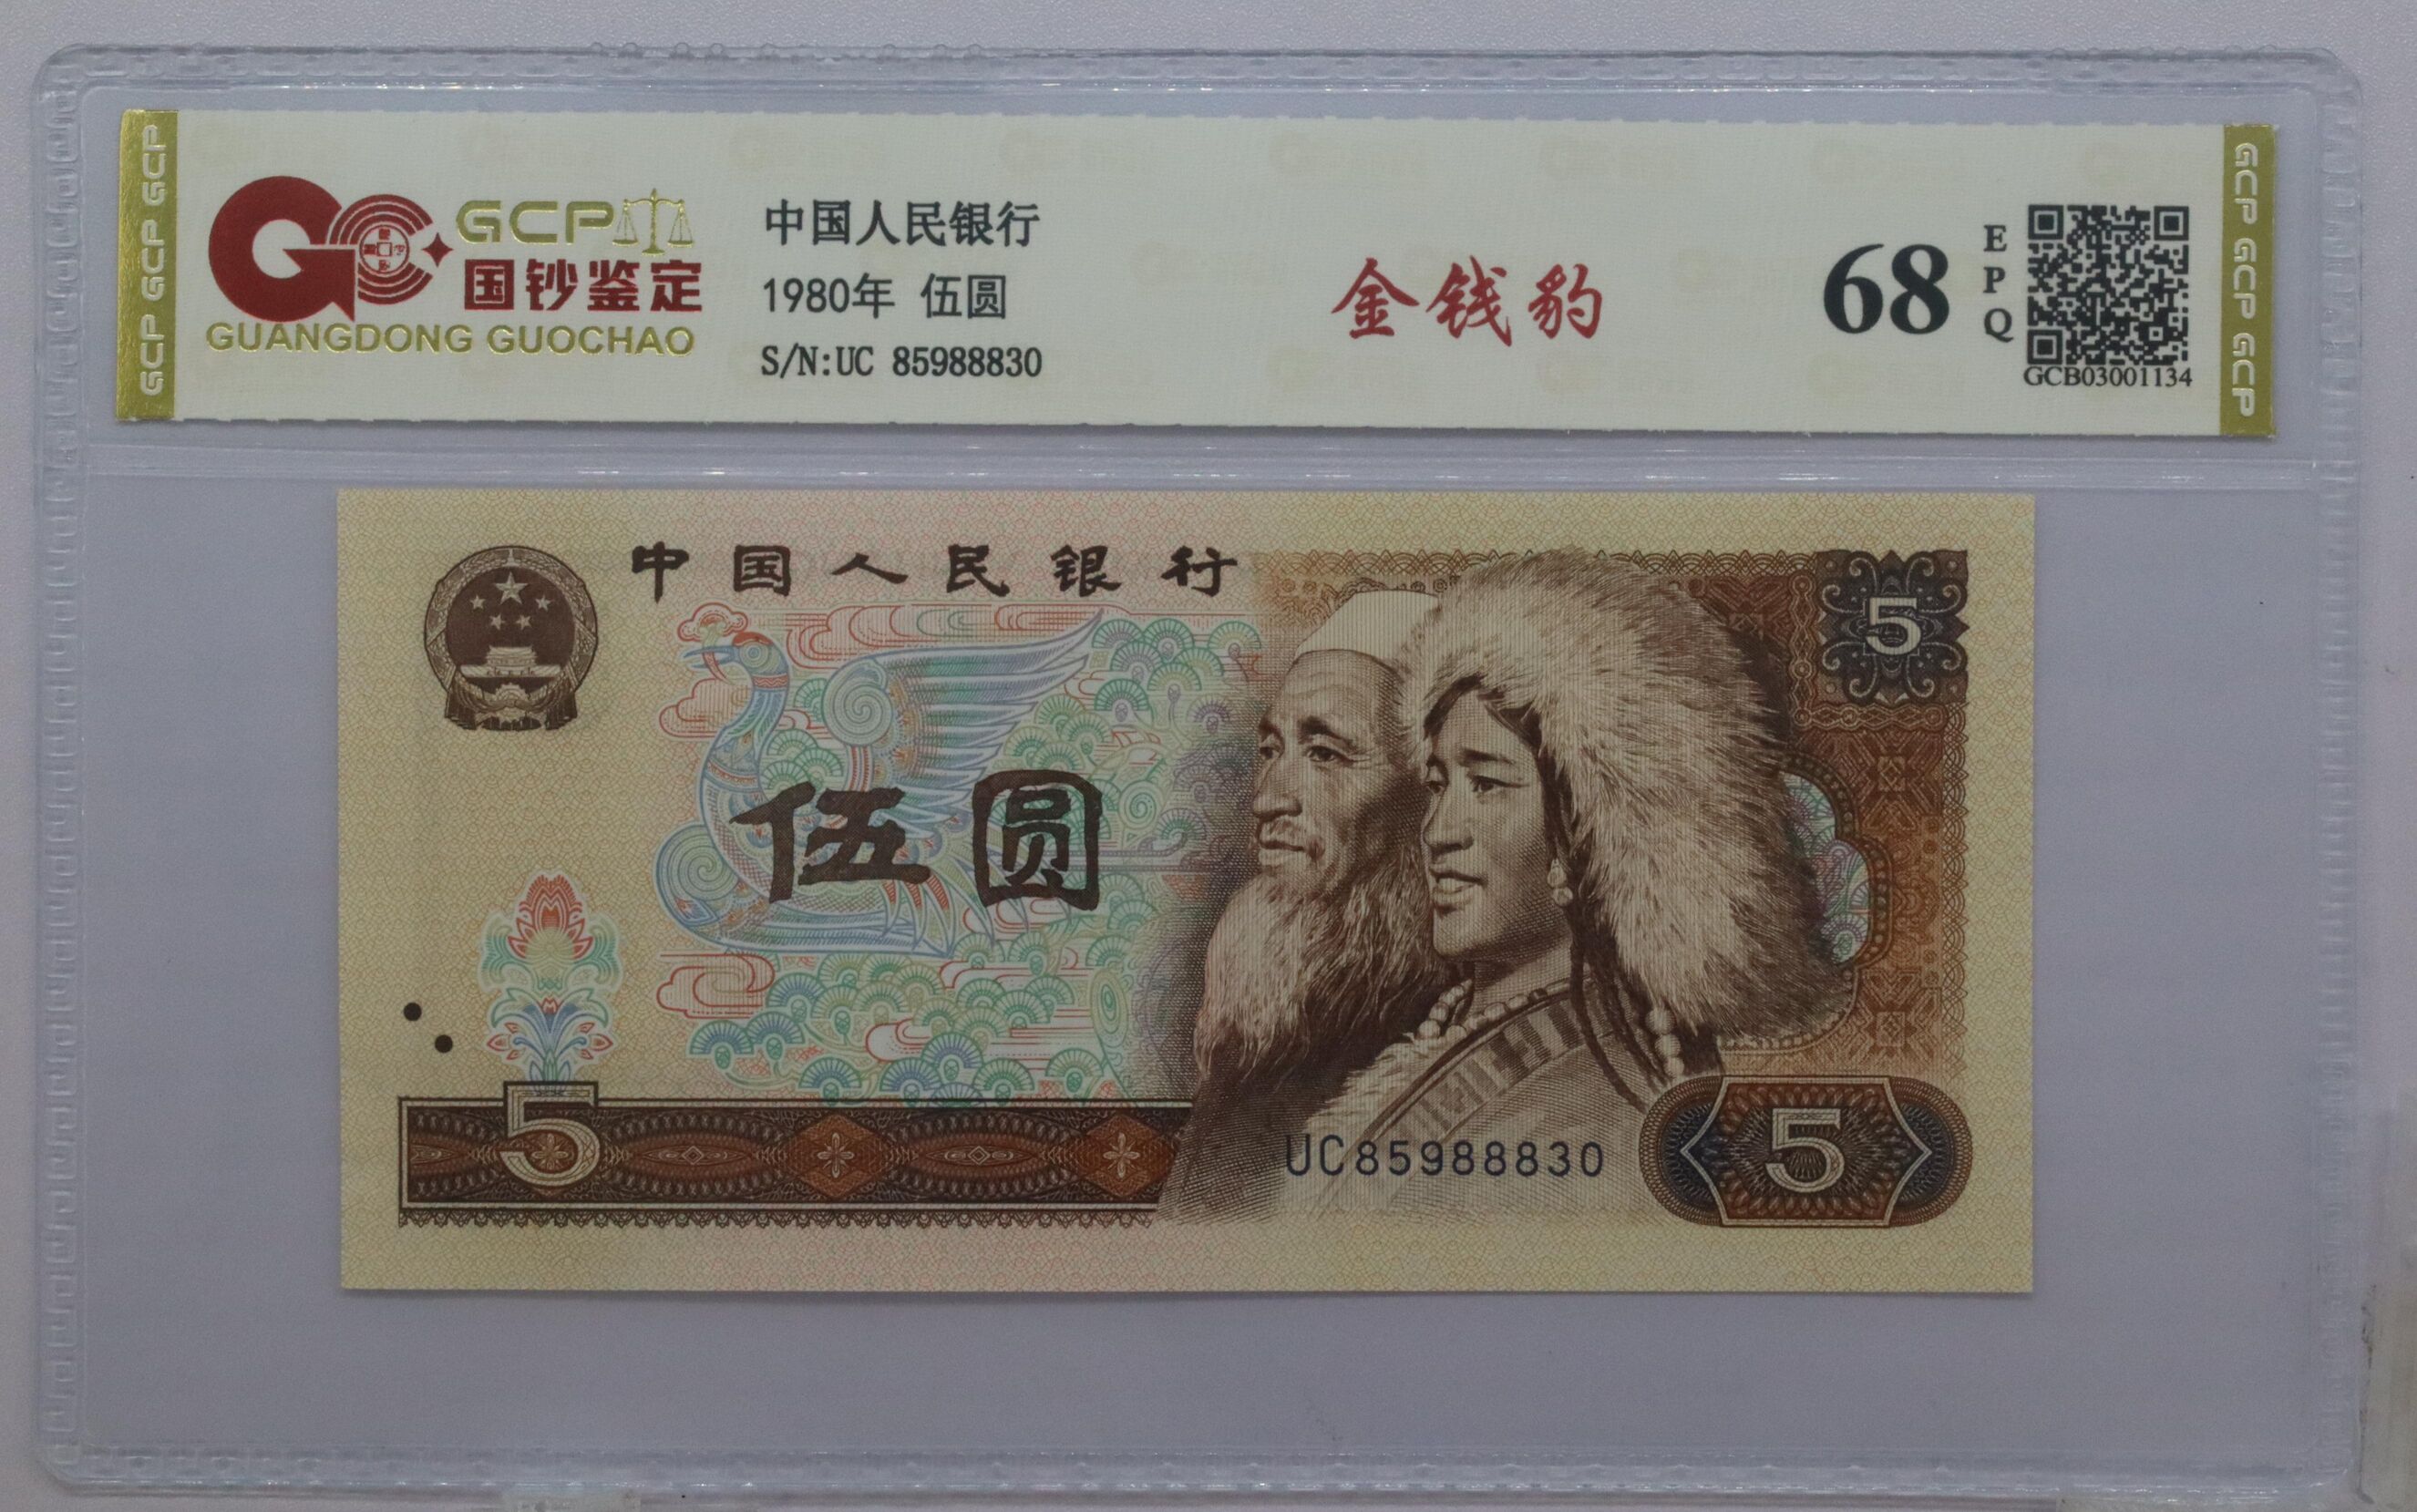 GCP GCP GCP
GCP
国钞鉴定
GUANGDONG GUOCHAO
中国人民银行
1980年 伍圆
S/N:UC 85988830
金钱豹
68
E
P
Q
GCB03001134
GCP GCP GCP
中国人民银行
5
伍圆
5
UC85988830
5